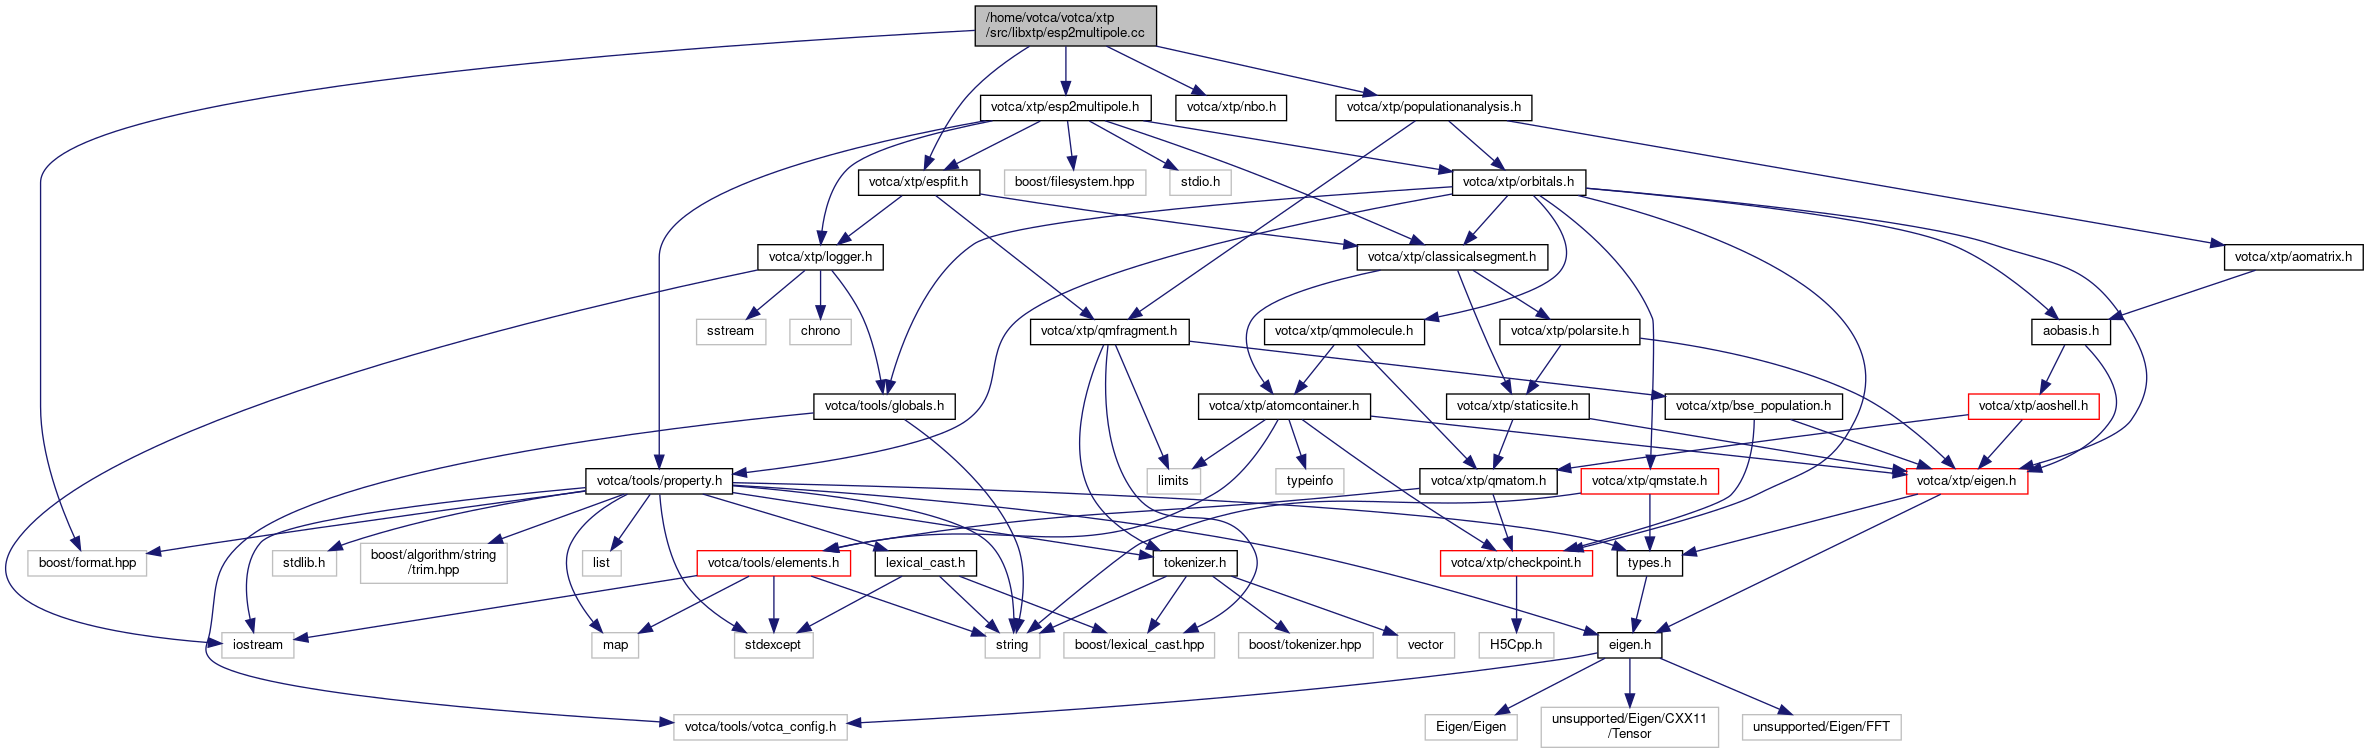 /home/votca/votca/xtp
/src/libxtp/esp2multipole.cc
votca/xtp/esp2multipole.h
votca/xtp/nbo.h
votca/xtp/populationanalysis.h
votca/xtp/espfit.h
boost/filesystem.hpp
stdio.h
votca/xtp/orbitals.h
votca/xtp/logger.h
votca/xtp/classicalsegment.h
votca/xtp/aomatrix.h
sstream
chrono
votca/xtp/qmfragment.h
votca/xtp/qmmolecule.h
votca/xtp/polarsite.h
aobasis.h
votca/tools/globals.h
votca/xtp/atomcontainer.h
votca/xtp/staticsite.h
votca/xtp/bse_population.h
votca/xtp/aoshell.h
votca/tools/property.h
limits
typeinfo
votca/xtp/qmatom.h
votca/xtp/qmstate.h
votca/xtp/eigen.h
boost/format.hpp
stdlib.h
boost/algorithm/string
/trim.hpp
list
votca/tools/elements.h
lexical_cast.h
tokenizer.h
votca/xtp/checkpoint.h
types.h
iostream
map
stdexcept
string
boost/lexical_cast.hpp
boost/tokenizer.hpp
vector
H5Cpp.h
eigen.h
votca/tools/votca_config.h
Eigen/Eigen
unsupported/Eigen/CXX11
/Tensor
unsupported/Eigen/FFT